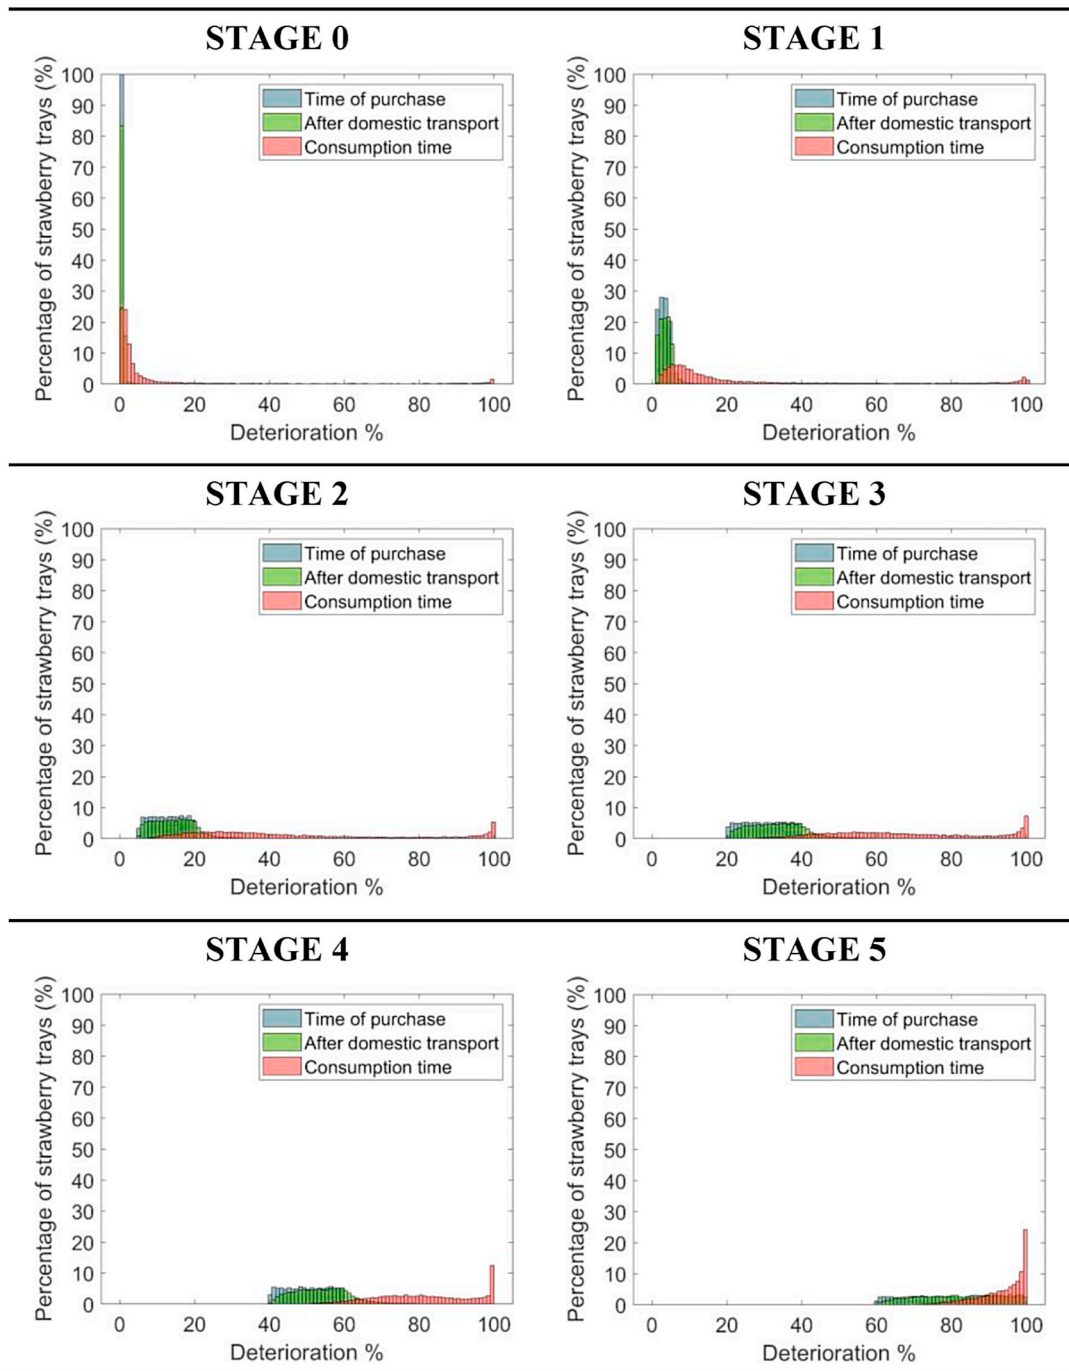 STAGE 0
Percentage of strawberry trays (%)
100
90
80
70
60
50
40
30
20
10
0
Time of purchase
After domestic transport
Consumption time
0 20 40 60 80 100
Deterioration %
STAGE 1
Percentage of strawberry trays (%)
100
90
80
70
60
50
40
30
20
10
0
Time of purchase
After domestic transport
Consumption time
0 20 40 60 80 100
Deterioration %
STAGE 2
Percentage of strawberry trays (%)
100
90
80
70
60
50
40
30
20
10
0
Time of purchase
After domestic transport
Consumption time
0 20 40 60 80 100
Deterioration %
STAGE 3
Percentage of strawberry trays (%)
100
90
80
70
60
50
40
30
20
10
0
Time of purchase
After domestic transport
Consumption time
0 20 40 60 80 100
Deterioration %
STAGE 4
Percentage of strawberry trays (%)
100
90
80
70
60
50
40
30
20
10
0
Time of purchase
After domestic transport
Consumption time
0 20 40 60 80 100
Deterioration %
STAGE 5
Percentage of strawberry trays (%)
100
90
80
70
60
50
40
30
20
10
0
Time of purchase
After domestic transport
Consumption time
0 20 40 60 80 100
Deterioration %